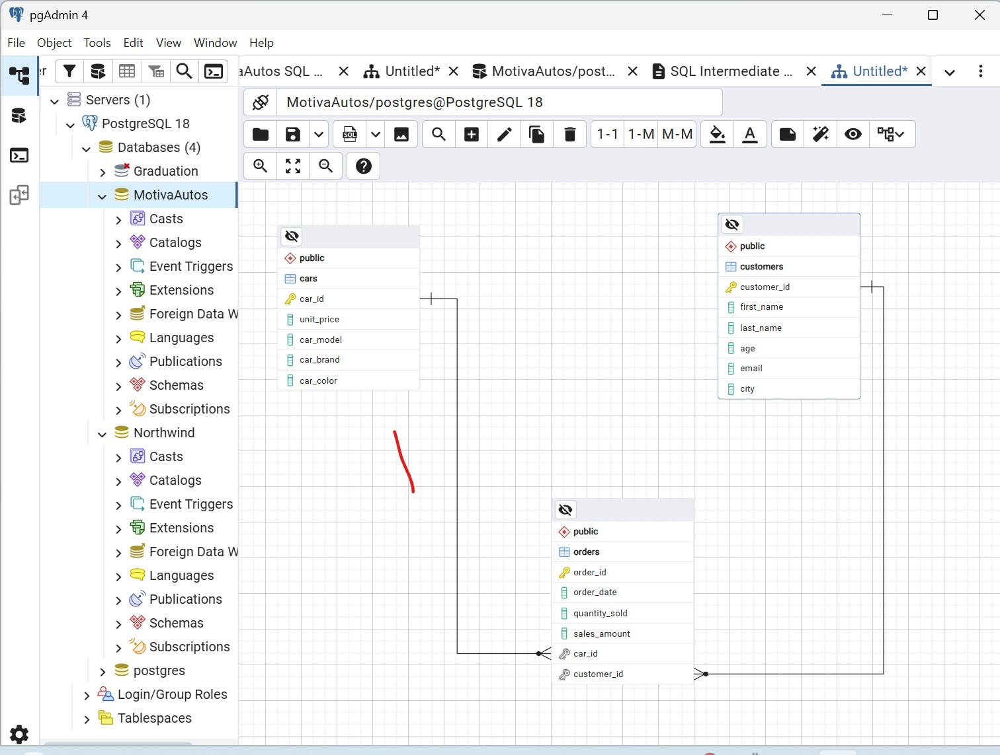 pgAdmin 4
File Object Tools Edit View Window Help
er
aAutos SQL ... Untitled* MotivaAutos/post... SQL Intermediate ... Untitled*
MotivaAutos/postgres@PostgreSQL 18
SQL 1-1 1-M M-M A
?
Servers (1)
PostgreSQL 18
Databases (4)
Graduation
MotivaAutos
Casts
Catalogs
Event Triggers
Extensions
Foreign Data W
Languages
Publications
Schemas
Subscriptions
Northwind
Casts
Catalogs
Event Triggers
Extensions
Foreign Data W
Languages
Publications
Schemas
Subscriptions
postgres
Login/Group Roles
Tablespaces
public
cars
car_id
unit_price
car_model
car_brand
car_color
public
customers
customer_id
first_name
last_name
age
email
city
public
orders
order_id
order_date
quantity_sold
sales_amount
car_id
customer_id